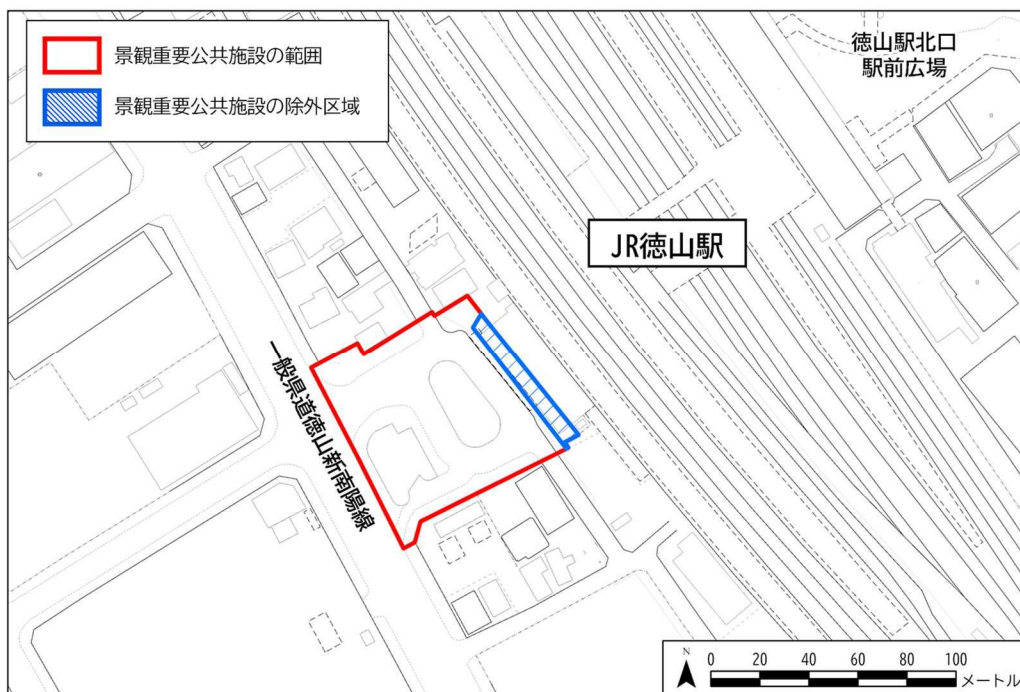 景観重要公共施設の範囲
景観重要公共施設の除外区域
徳山駅北口
駅前広場
JR徳山駅
一般県道徳山新南陽線
N
0 20 40 60 80 100
メートル